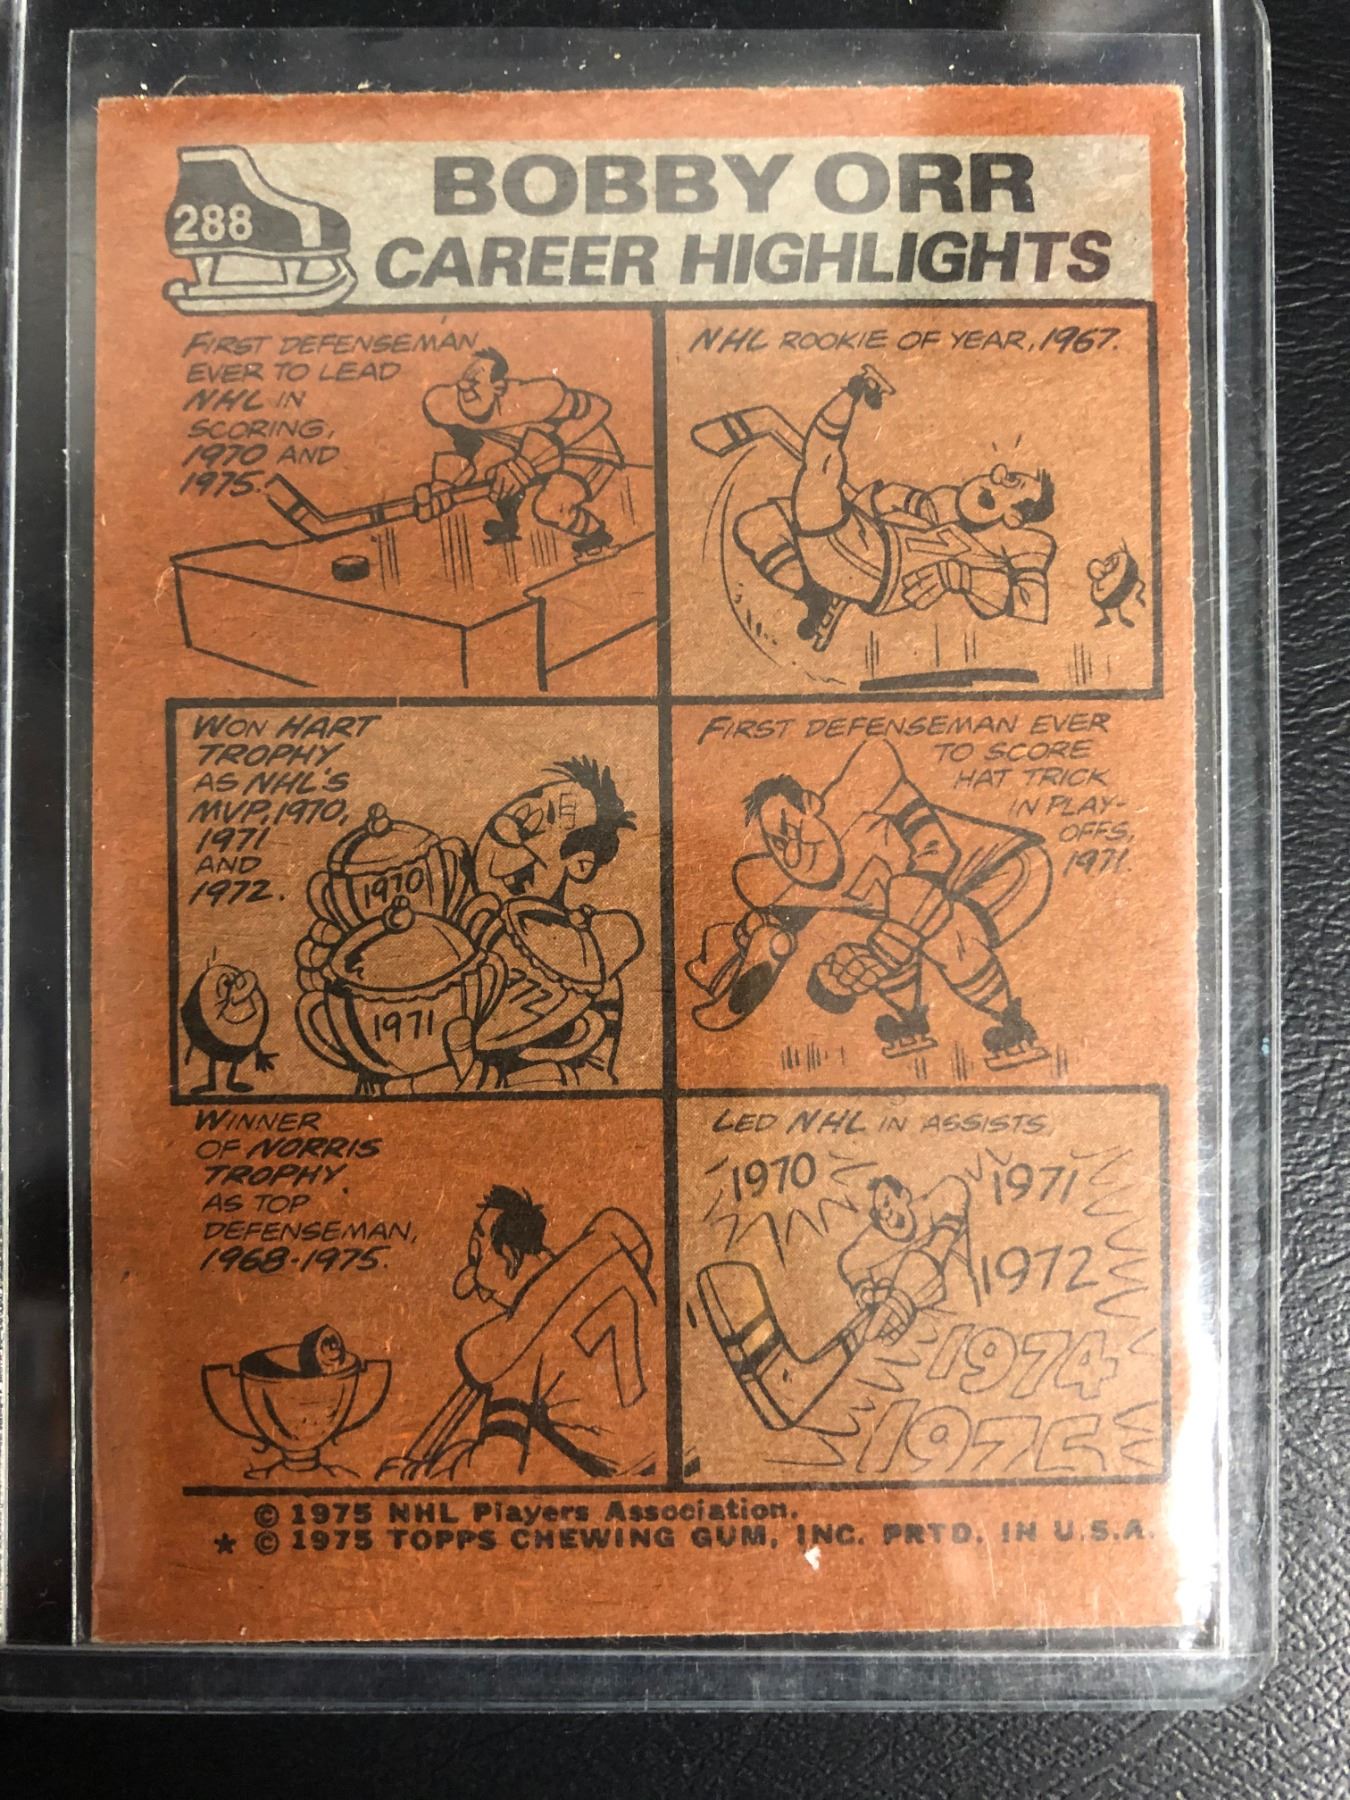 288
BOBBY ORR
CAREER HIGHLIGHTS
FIRST DEFENSEMAN
EVER TO LEAD
NHL IN
SCORING,
1970 AND
1975.
NHL ROOKIE OF YEAR, 1967.
7
WON HART
TROPHY
AS NHL'S
MVP, 1970,
1971
AND
1972.
1970
1971
72
FIRST DEFENSEMAN EVER
TO SCORE
HAT TRICK
IN PLAY-
OFFS,
1971.
7
WINNER
OF NORRIS
TROPHY
AS TOP
DEFENSEMAN,
1968-1975.
7
LED NHL IN ASSISTS
1970
1971
1972
1974
1975
© 1975 NHL Players Association.
★ © 1975 TOPPS CHEWING GUM, INC. PRTD. IN U.S.A.